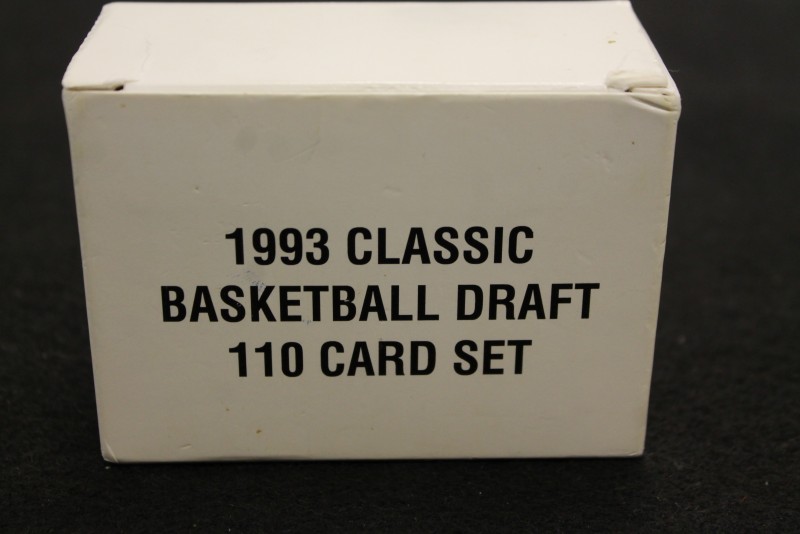 1993 CLASSIC
BASKETBALL DRAFT
110 CARD SET